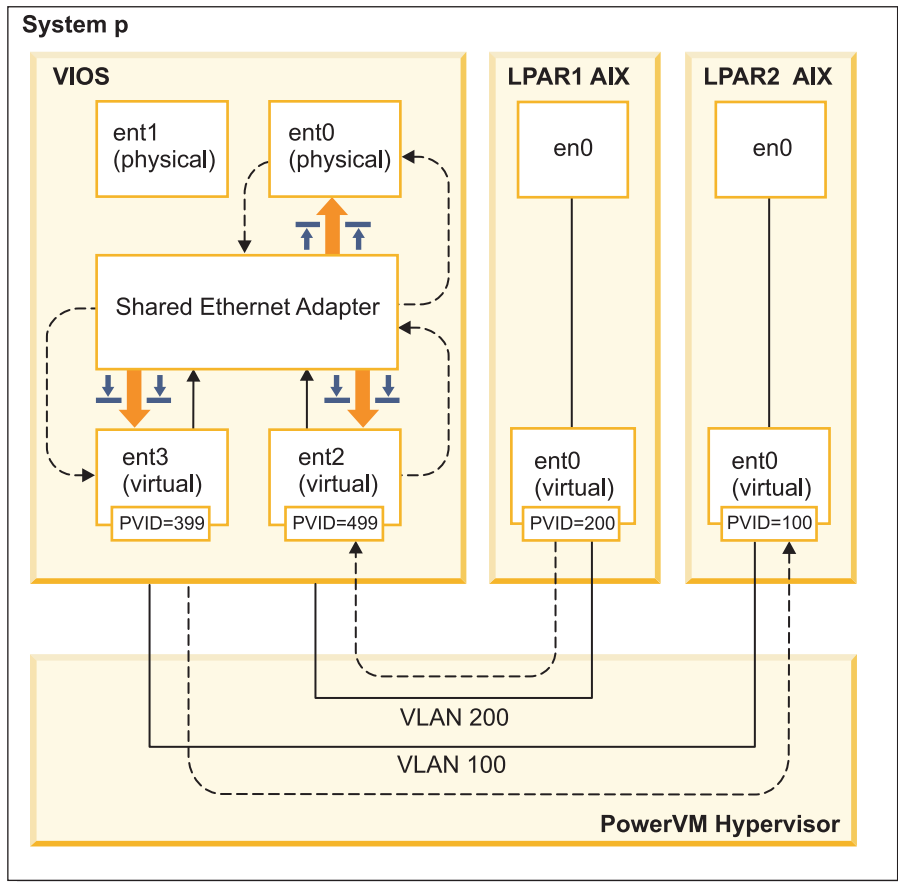 System p
VIOS
ent1
(physical)
ent0
(physical)
Shared Ethernet Adapter
ent3
(virtual)
PVID=399
ent2
(virtual)
PVID=499
LPAR1 AIX
en0
ent0
(virtual)
PVID=200
LPAR2 AIX
en0
ent0
(virtual)
PVID=100
VLAN 200
VLAN 100
PowerVM Hypervisor